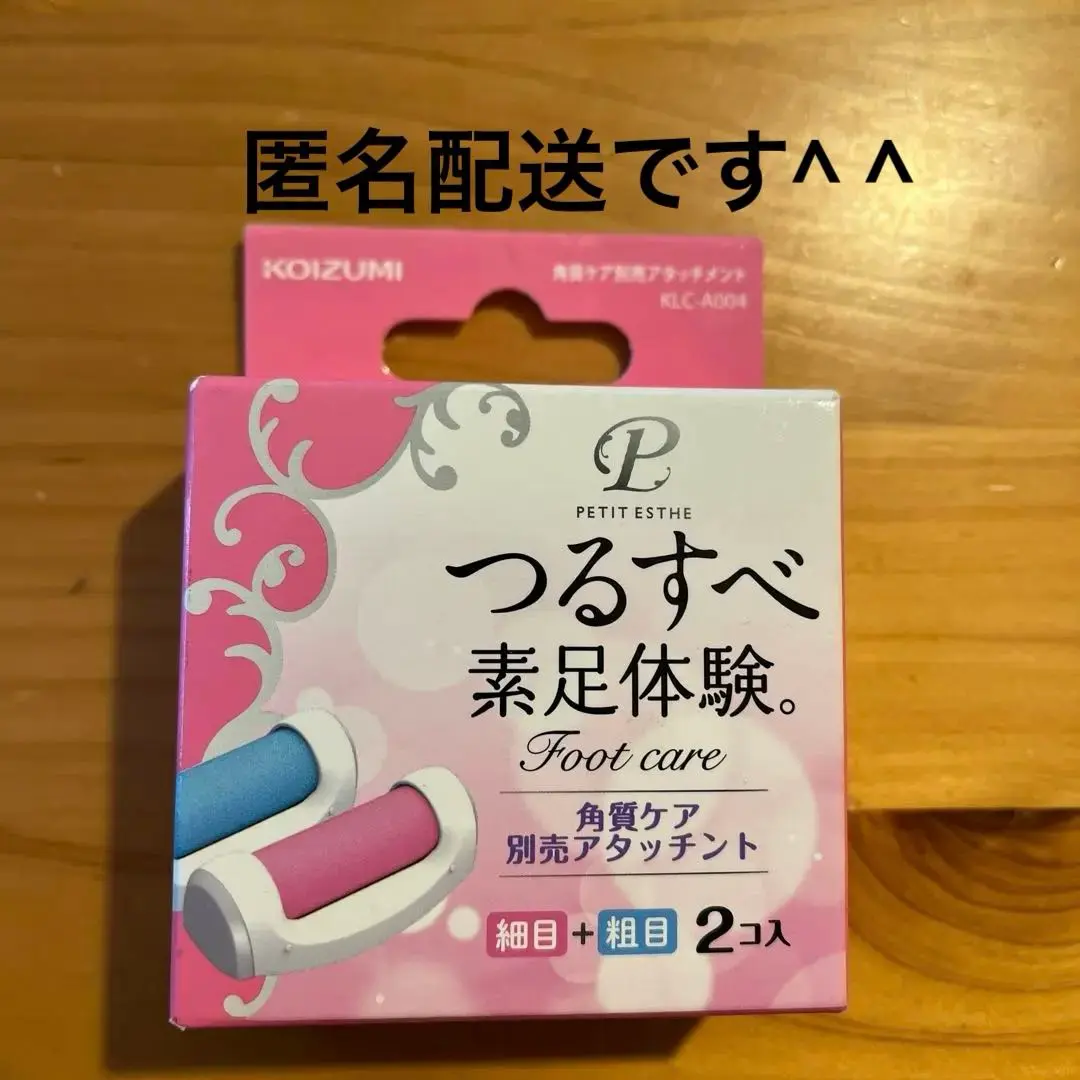 匿名配送です^ ^
KOIZUMI
角質ケア別売アタッチメント
KLC-A004
PETIT ESTHE
つるすべ
素足体験。
Foot care
角質ケア
別売アタッチント
細目+粗目 2コ入